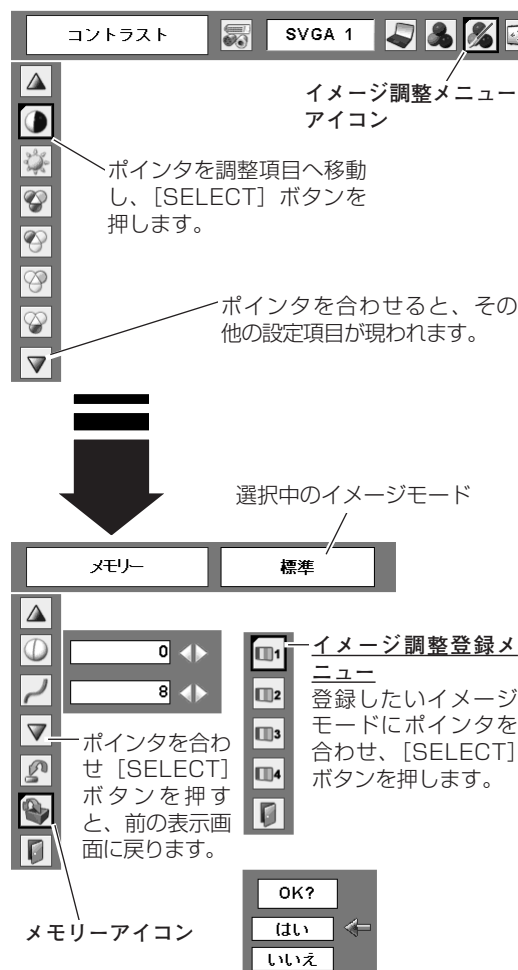 コントラスト
SVGA 1
イメージ調整メニュー
アイコン
ポインタを調整項目へ移動
し、［SELECT］ボタンを
押します。
ポインタを合わせると、その
他の設定項目が現われます。
選択中のイメージモード
メモリー
標準
0
8
1
2
3
4
イメージ調整登録メ
ニュー
登録したいイメージ
モードにポインタを
合わせ、［SELECT］
ボタンを押します。
ポインタを合わ
せ［SELECT］
ボタンを押す
と、前の表示画
面に戻ります。
メモリーアイコン
OK?
はい
いいえ